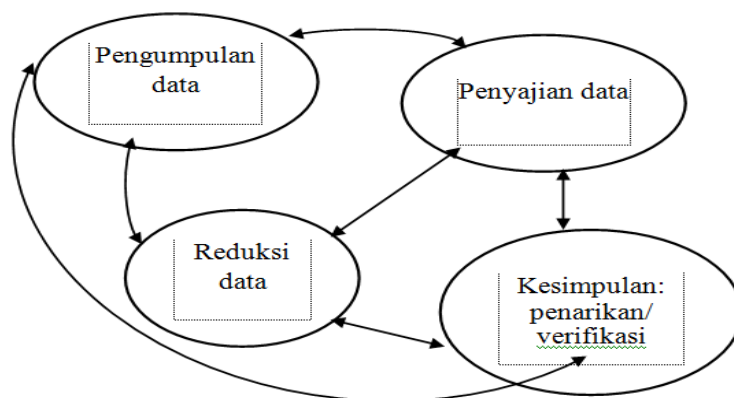 Pengumpulan
data
Penyajian data
Reduksi
data
Kesimpulan:
penarikan/
verifikasi